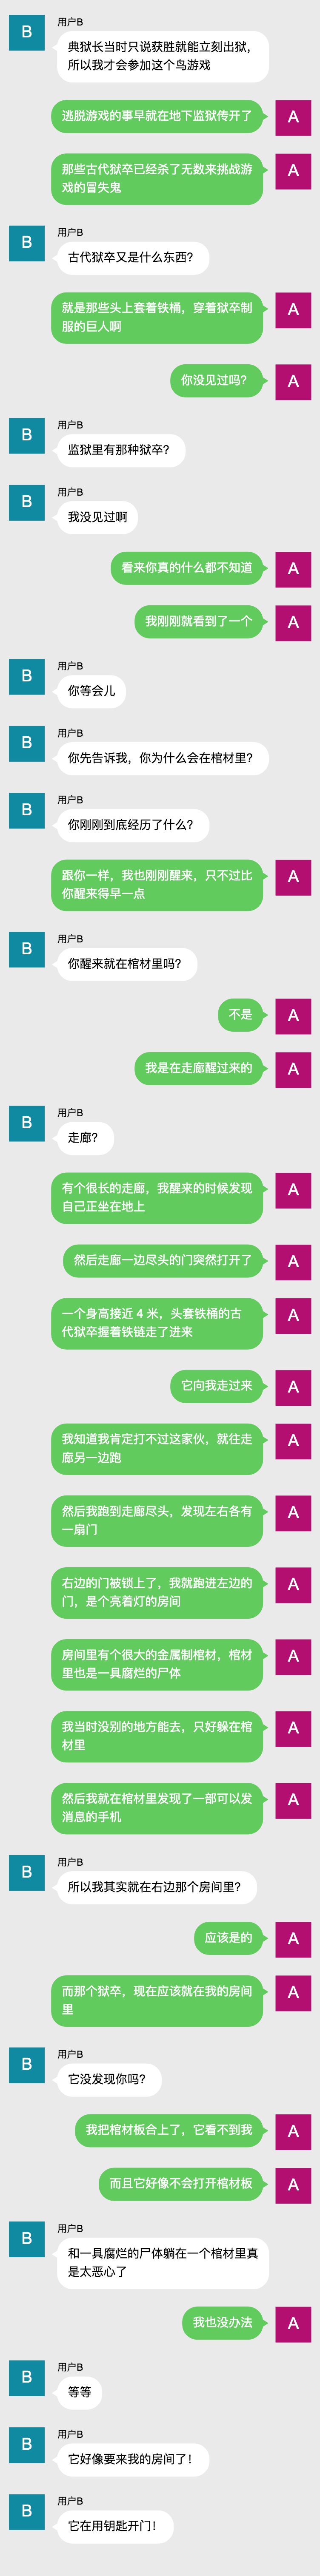 B
用户B
典狱长当时只说获胜就能立刻出狱，
所以我才会参加这个鸟游戏
逃脱游戏的事早就在地下监狱传开了
A
那些古代狱卒已经杀了无数来挑战游
戏的冒失鬼
A
B
用户B
古代狱卒又是什么东西？
就是那些头上套着铁桶，穿着狱卒制
服的巨人啊
A
你没见过吗？
A
B
用户B
监狱里有那种狱卒？
B
用户B
我没见过啊
看来你真的什么都不知道
A
我刚刚就看到了一个
A
B
用户B
你等会儿
B
用户B
你先告诉我，你为什么会在棺材里？
B
用户B
你刚刚到底经历了什么？
跟你一样，我也刚刚醒来，只不过比
你醒来得早一点
A
B
用户B
你醒来就在棺材里吗？
不是
A
我是在走廊醒过来的
A
B
用户B
走廊？
有个很长的走廊，我醒来的时候发现
自己正坐在地上
A
然后走廊一边尽头的门突然打开了
A
一个身高接近 4 米，头套铁桶的古
代狱卒握着铁链走了进来
A
它向我走过来
A
我知道我肯定打不过这家伙，就往走
廊另一边跑
A
然后我跑到走廊尽头，发现左右各有
一扇门
A
右边的门被锁上了，我就跑进左边的
门，是个亮着灯的房间
A
房间里有个很大的金属制棺材，棺材
里也是一具腐烂的尸体
A
我当时没别的地方能去，只好躲在棺
材里
A
然后我就在棺材里发现了一部可以发
消息的手机
A
B
用户B
所以我其实就在右边那个房间里？
应该是的
A
而那个狱卒，现在应该就在我的房间
里
A
B
用户B
它没发现你吗？
我把棺材板合上了，它看不到我
A
而且它好像不会打开棺材板
A
B
用户B
和一具腐烂的尸体躺在一个棺材里真
是太恶心了
我也没办法
A
B
用户B
等等
B
用户B
它好像要来我的房间了！
B
用户B
它在用钥匙开门！